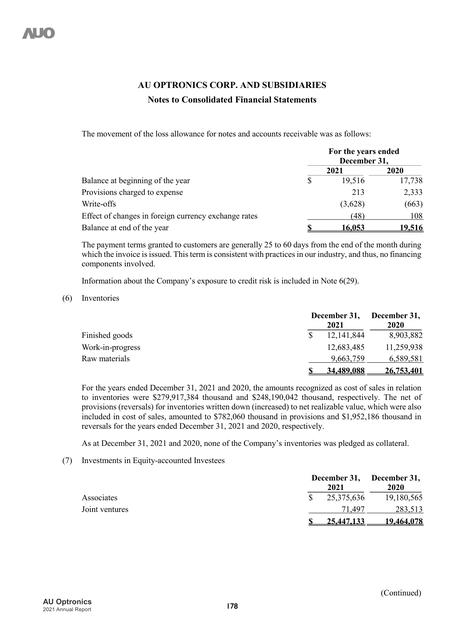 AUO
AU OPTRONICS CORP. AND SUBSIDIARIES
Notes to Consolidated Financial Statements
The movement of the loss allowance for notes and accounts receivable was as follows:
For the years ended
December 31,
2021 2020
Balance at beginning of the year $ 19,516 17,738
Provisions charged to expense 213 2,333
Write-offs (3,628) (663)
Effect of changes in foreign currency exchange rates (48) 108
Balance at end of the year $ 16,053 19,516
The payment terms granted to customers are generally 25 to 60 days from the end of the month during
which the invoice is issued. This term is consistent with practices in our industry, and thus, no financing
components involved.
Information about the Company's exposure to credit risk is included in Note 6(29).
(6) Inventories
December 31, December 31,
2021 2020
Finished goods $ 12,141,844 8,903,882
Work-in-progress 12,683,485 11,259,938
Raw materials 9,663,759 6,589,581
$ 34,489,088 26,753,401
For the years ended December 31, 2021 and 2020, the amounts recognized as cost of sales in relation
to inventories were $279,917,384 thousand and $248,190,042 thousand, respectively. The net of
provisions (reversals) for inventories written down (increased) to net realizable value, which were also
included in cost of sales, amounted to $782,060 thousand in provisions and $1,952,186 thousand in
reversals for the years ended December 31, 2021 and 2020, respectively.
As at December 31, 2021 and 2020, none of the Company's inventories was pledged as collateral.
(7) Investments in Equity-accounted Investees
December 31, December 31,
2021 2020
Associates $ 25,375,636 19,180,565
Joint ventures 71,497 283,513
$ 25,447,133 19,464,078
(Continued)
AU Optronics
2021 Annual Report
178